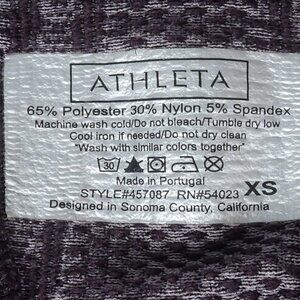 ATHLETA
65% Polyester 30% Nylon 5% Spandex
Machine wash cold/Do not bleach/Tumble dry low
Cool iron if needed/Do not dry clean
"Wash with similar colors together"
30
Made in Portugal
STYLE#457087 RN#54023 XS
Designed in Sonoma County, California